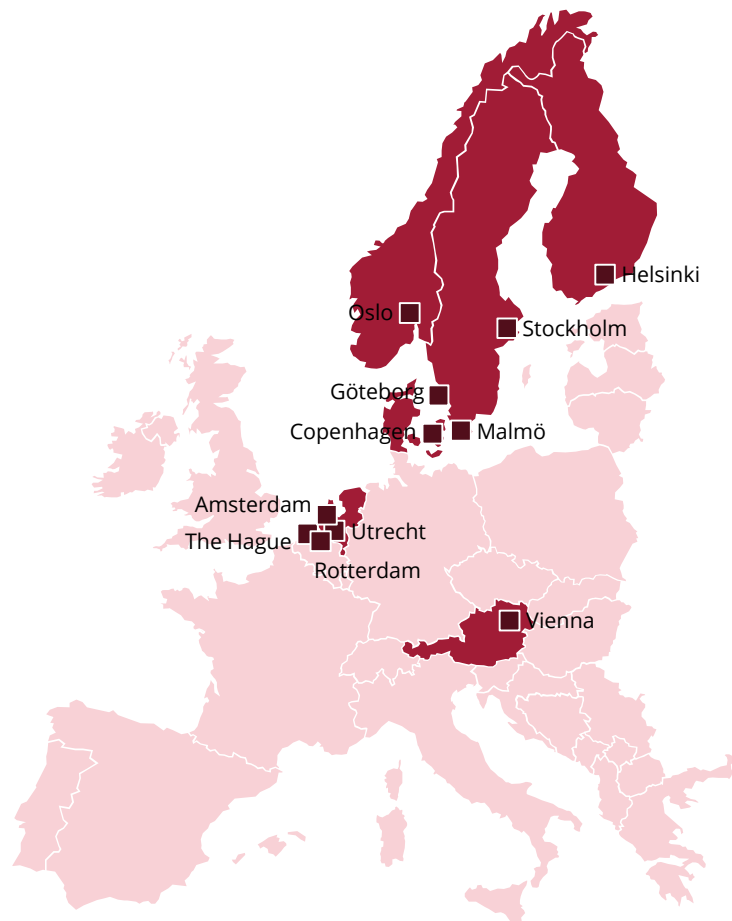 Helsinki
Oslo
Stockholm
Göteborg
Copenhagen
Malmö
Amsterdam
Utrecht
The Hague
Rotterdam
Vienna